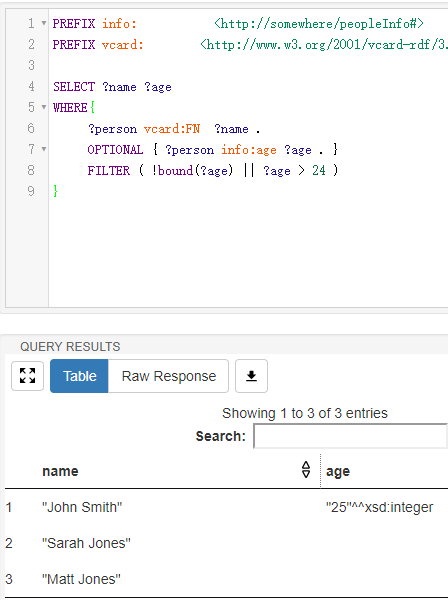 1 PREFIX info: <http://somewhere/peopleInfo#>
2 PREFIX vcard: <http://www.w3.org/2001/vcard-rdf/3.
3
4 SELECT ?name ?age
5 WHERE{
6 ?person vcard:FN ?name .
7 OPTIONAL { ?person info:age ?age . }
8 FILTER ( !bound(?age) || ?age > 24 )
9 }
QUERY RESULTS
Table Raw Response
Showing 1 to 3 of 3 entries
Search:
name age
1 "John Smith" "25"^^xsd:integer
2 "Sarah Jones"
3 "Matt Jones"